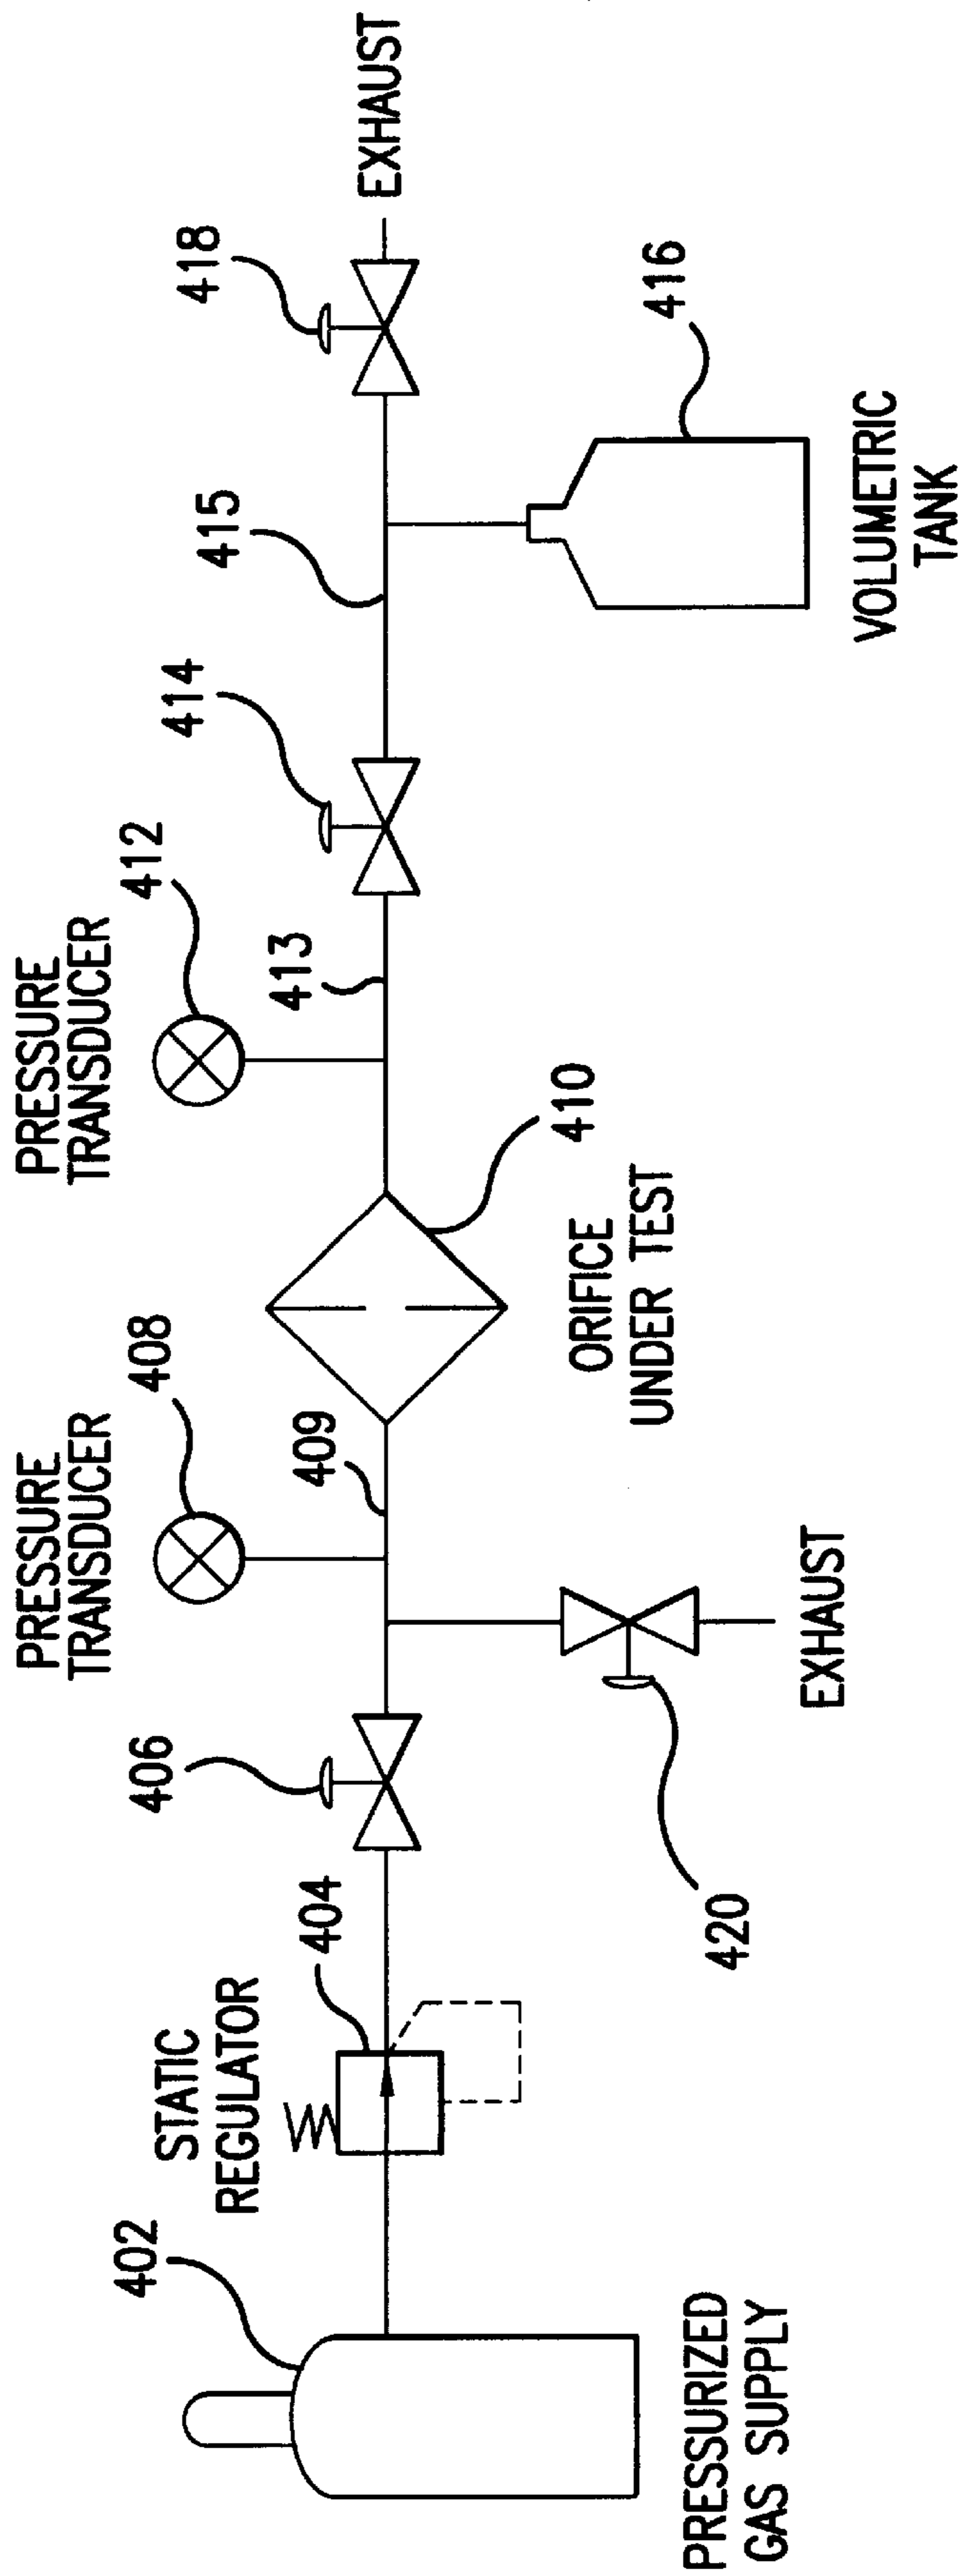 PRESSURIZED
GAS SUPPLY
402
STATIC
REGULATOR
404
406
420
EXHAUST
PRESSURE
TRANSDUCER
408
409
ORIFICE
UNDER TEST
410
PRESSURE
TRANSDUCER
412
413
414
415
VOLUMETRIC
TANK
416
418
EXHAUST